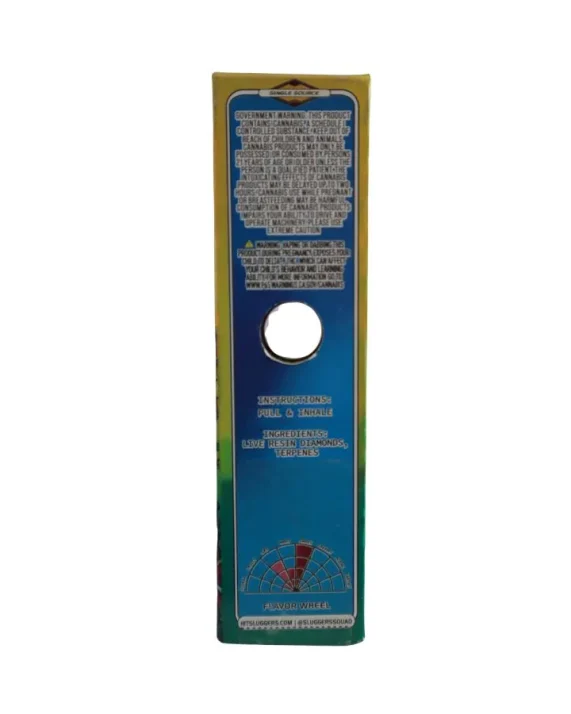 SINGLE SOURCE
GOVERNMENT WARNING: THIS PRODUCT
CONTAINS CANNABIS, A SCHEDULE I
CONTROLLED SUBSTANCE. KEEP OUT OF
REACH OF CHILDREN AND ANIMALS.
CANNABIS PRODUCTS MAY ONLY BE
POSSESSED OR CONSUMED BY PERSONS
21 YEARS OF AGE OR OLDER UNLESS THE
PERSON IS A QUALIFIED PATIENT. THE
INTOXICATING EFFECTS OF CANNABIS
PRODUCTS MAY BE DELAYED UP TO TWO
HOURS. CANNABIS USE WHILE PREGNANT
OR BREASTFEEDING MAY BE HARMFUL.
CONSUMPTION OF CANNABIS PRODUCTS
IMPAIRS YOUR ABILITY TO DRIVE AND
OPERATE MACHINERY. PLEASE USE
EXTREME CAUTION
WARNING: VAPING OR DABBING THIS
PRODUCT DURING PREGNANCY EXPOSES YOUR
CHILD TO DELTA-9-THC WHICH CAN AFFECT
YOUR CHILD'S BEHAVIOR AND LEARNING
ABILITY. FOR MORE INFORMATION GO TO
WWW.P65WARNINGS.CA.GOV/CANNABIS
INSTRUCTIONS:
PULL & INHALE
INGREDIENTS:
LIVE RESIN DIAMONDS,
TERPENES
FLAVOR WHEEL
HITSLUGGERS.COM | @SLUGGERSSQUAD